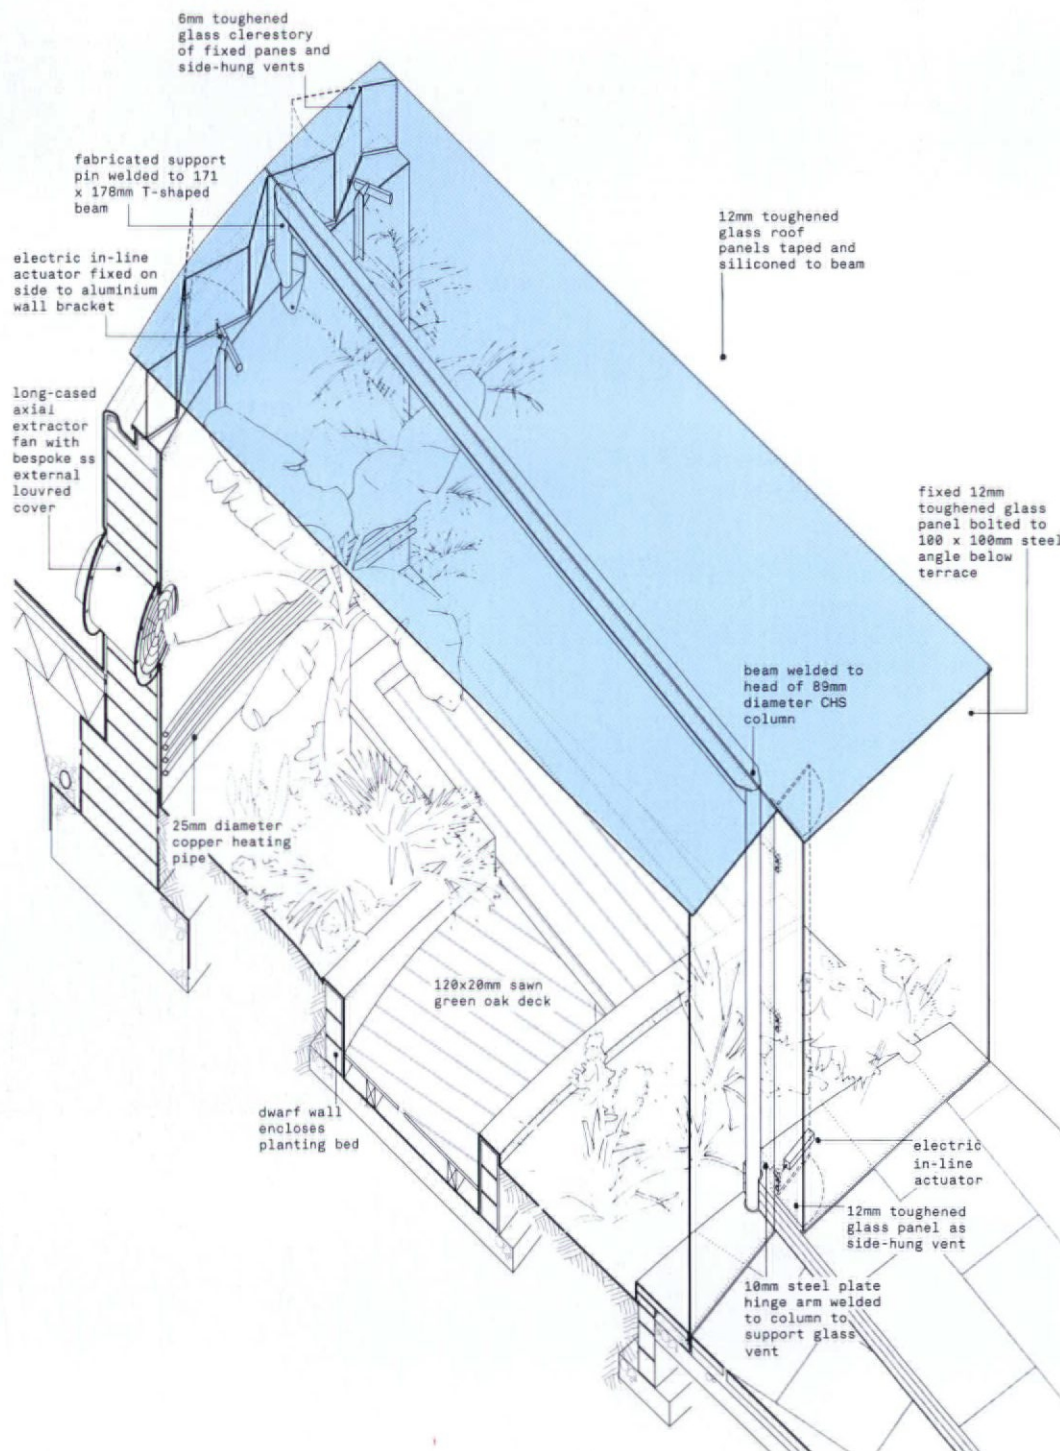 6mm toughened
glass clerestory
of fixed panes and
side-hung vents
fabricated support
pin welded to 171
x 178mm T-shaped
beam
electric in-line
actuator fixed on
side to aluminium
wall bracket
long-cased
axial
extractor
fan with
bespoke ss
external
louvred
cover
12mm toughened
glass roof
panels taped and
siliconed to beam
fixed 12mm
toughened glass
panel bolted to
100 x 100mm steel
angle below
terrace
beam welded to
head of 89mm
diameter CHS
column
25mm diameter
copper heating
pipe
120x20mm sawn
green oak deck
dwarf wall
encloses
planting bed
electric
in-line
actuator
12mm toughened
glass panel as
side-hung vent
10mm steel plate
hinge arm welded
to column to
support glass
vent